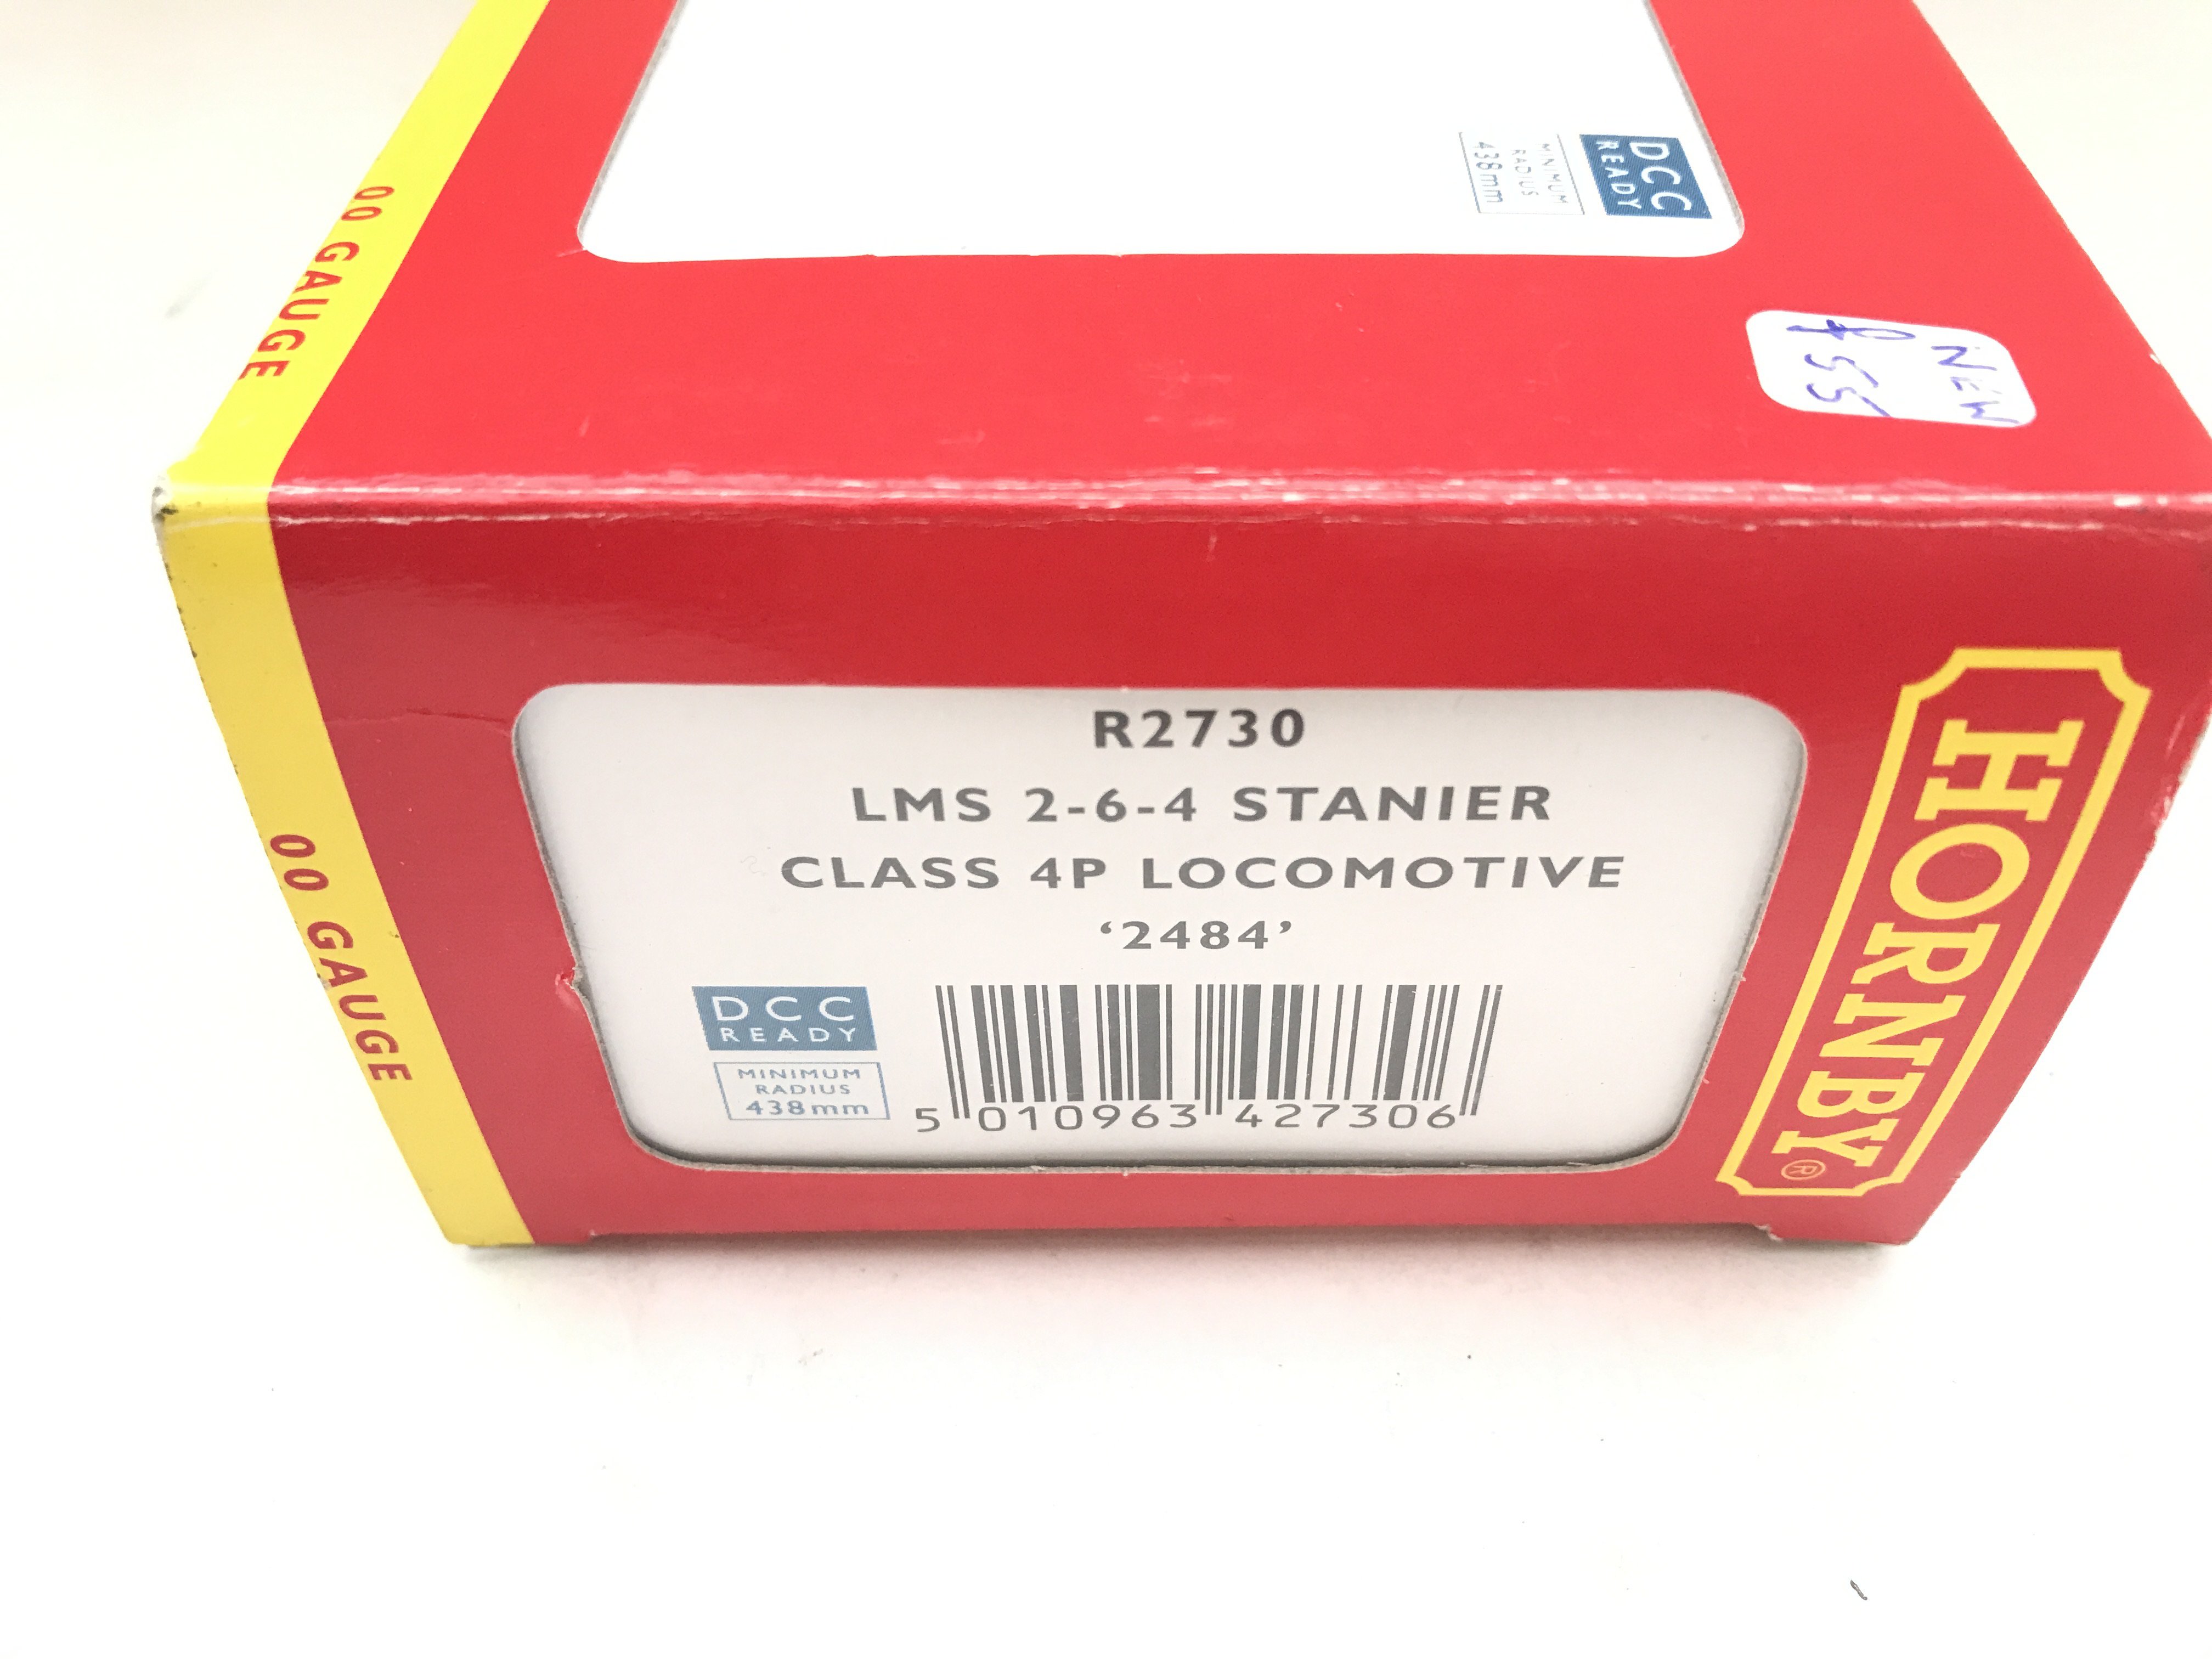 DCC
READY
MINIMUM
RADIUS
438mm
NEW
£55
00 GAUGE
R2730
LMS 2-6-4 STANIER
CLASS 4P LOCOMOTIVE
‘2484’
DCC
READY
MINIMUM
RADIUS
438mm
5 010963 427306
HORNBY®
00 GAUGE